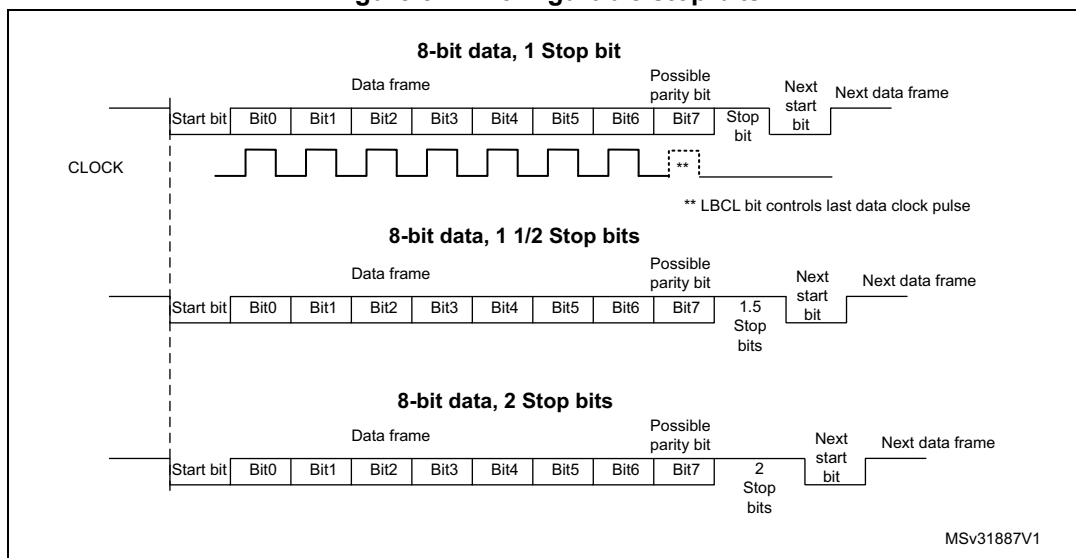 8-bit data, 1 Stop bit
Data frame
Possible parity bit
Next start bit
Next data frame
Start bit Bit0 Bit1 Bit2 Bit3 Bit4 Bit5 Bit6 Bit7 Stop bit
CLOCK
**
** LBCL bit controls last data clock pulse
8-bit data, 1 1/2 Stop bits
Data frame
Possible parity bit
Next start bit
Next data frame
Start bit Bit0 Bit1 Bit2 Bit3 Bit4 Bit5 Bit6 Bit7 1.5 Stop bits
8-bit data, 2 Stop bits
Data frame
Possible parity bit
Next start bit
Next data frame
Start bit Bit0 Bit1 Bit2 Bit3 Bit4 Bit5 Bit6 Bit7 2 Stop bits
MSv31887V1